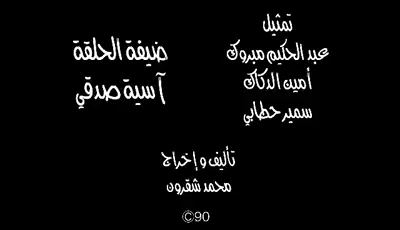 تمثيل
عبد الحكيم مبروك
أمين الدكاك
سمير حطابي
ضيفة الحلقة
آسية صدقي
تأليف و إخراج
محمد شقرون
©90